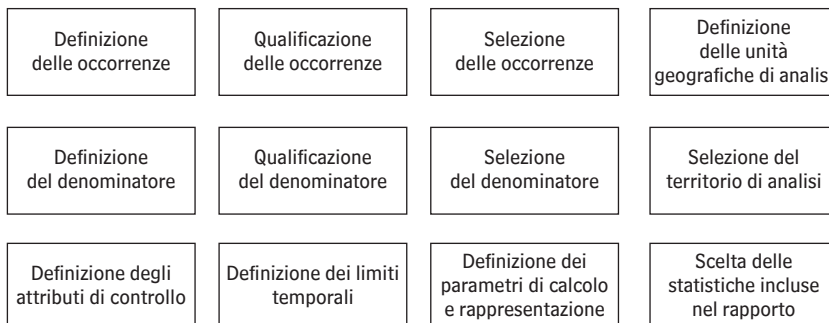 Definizione
delle occorrenze
Qualificazione
delle occorrenze
Selezione
delle occorrenze
Definizione
delle unità
geografiche di analis
Definizione
del denominatore
Qualificazione
del denominatore
Selezione
del denominatore
Selezione del
territorio di analisi
Definizione degli
attributi di controllo
Definizione dei limiti
temporali
Definizione dei
parametri di calcolo
e rappresentazione
Scelta delle
statistiche incluse
nel rapporto